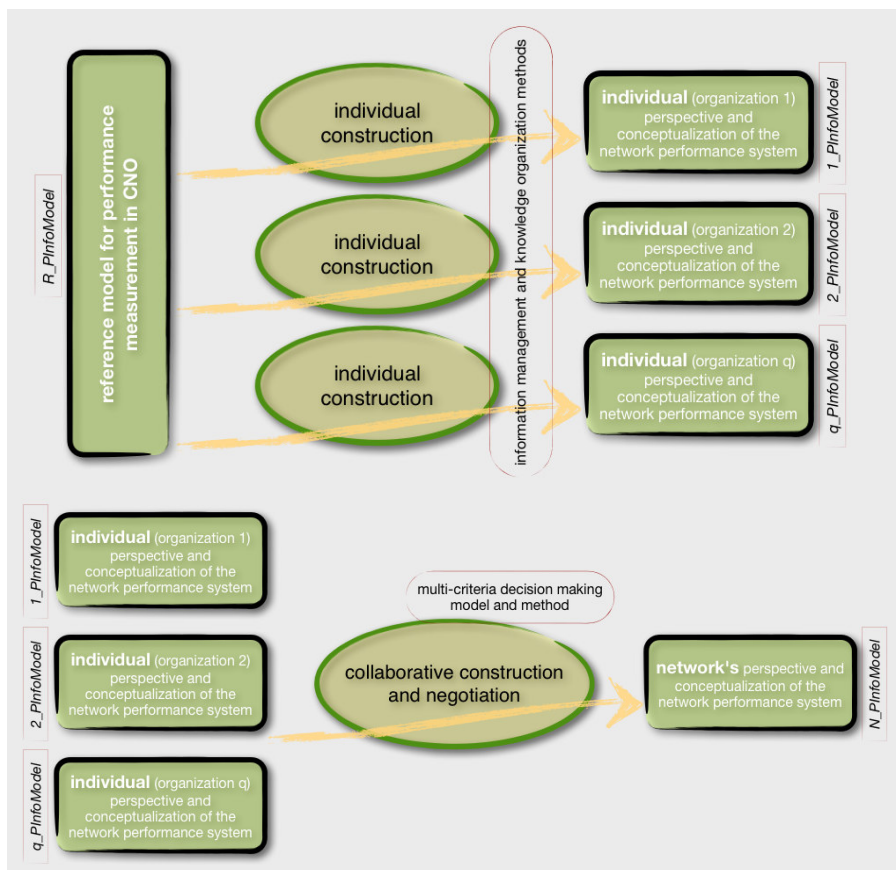 R_PInfoModel
reference model for performance
measurement in CNO
individual
construction
individual
construction
individual
construction
information management and knowledge organization methods
individual (organization 1)
perspective and
conceptualization of the
network performance system
1_PInfoModel
individual (organization 2)
perspective and
conceptualization of the
network performance system
2_PInfoModel
individual (organization q)
perspective and
conceptualization of the
network performance system
q_PInfoModel
1_PInfoModel
individual (organization 1)
perspective and
conceptualization of the
network performance system
2_PInfoModel
individual (organization 2)
perspective and
conceptualization of the
network performance system
q_PInfoModel
individual (organization q)
perspective and
conceptualization of the
network performance system
multi-criteria decision making
model and method
collaborative construction
and negotiation
network's perspective and
conceptualization of the
network performance system
N_PInfoModel